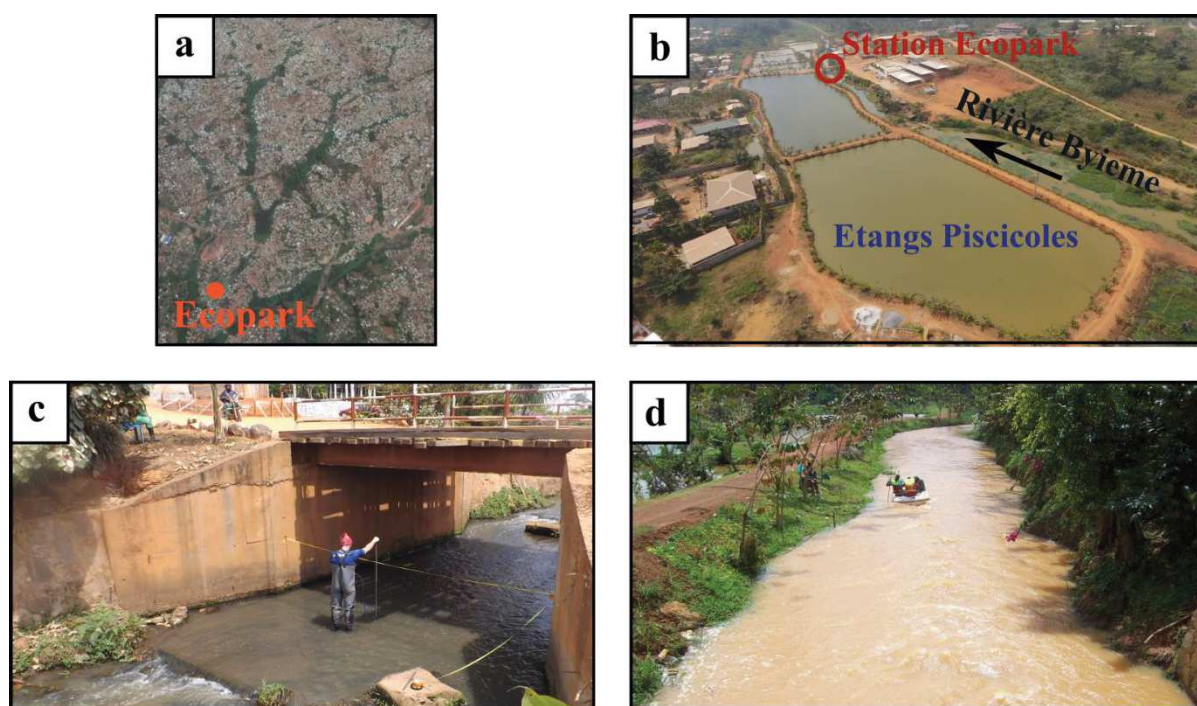 a
Ecopark
b
Station Ecopark
Rivière Byieme
Etangs Piscicoles
c
d